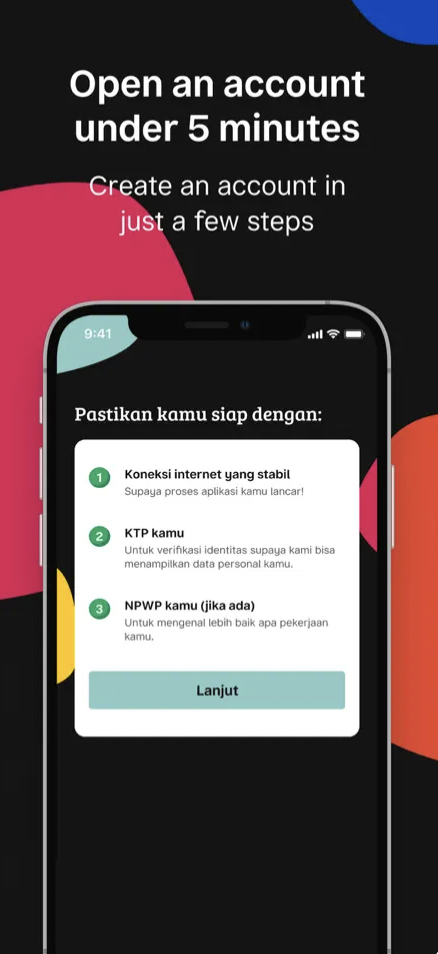 Open an account
under 5 minutes
Create an account in
just a few steps
9:41
Pastikan kamu siap dengan:
1
Koneksi internet yang stabil
Supaya proses aplikasi kamu lancar!
2
KTP kamu
Untuk verifikasi identitas supaya kami bisa
menampilkan data personal kamu.
3
NPWP kamu (jika ada)
Untuk mengenal lebih baik apa pekerjaan
kamu.
Lanjut